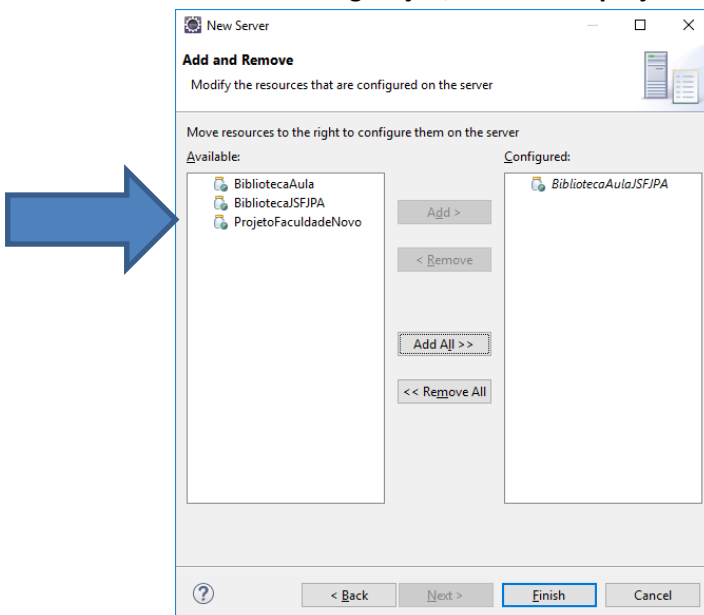 New Server
Add and Remove
Modify the resources that are configured on the server
Move resources to the right to configure them on the server
Available:
Configured:
BibliotecaAula
BibliotecaJSFJPA
ProjetoFaculdadeNovo
BibliotecaAulaJSFJPA
Add >
< Remove
Add All >>
<< Remove All
?
< Back
Next >
Finish
Cancel